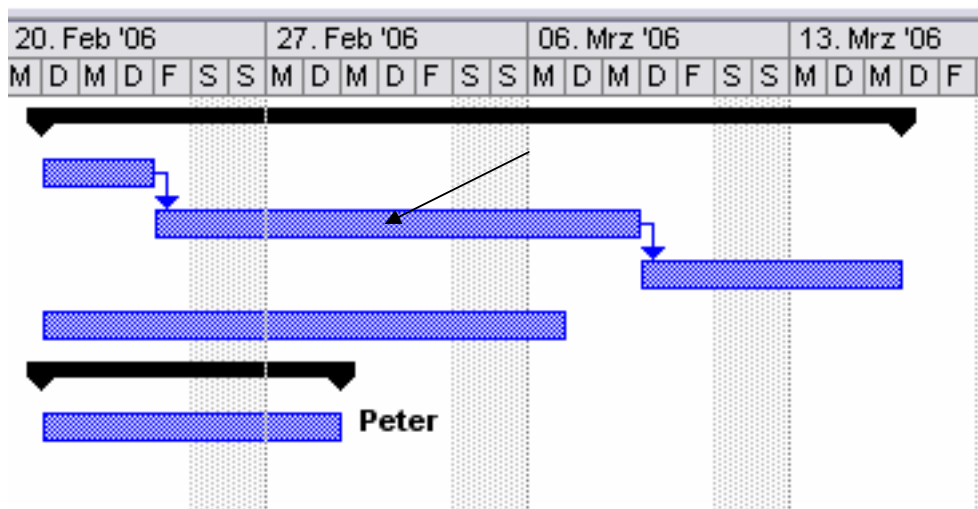 20. Feb '06 27. Feb '06 06. Mrz '06 13. Mrz '06
M D M D F S S M D M D F S S M D M D F S S M D M D F
Peter